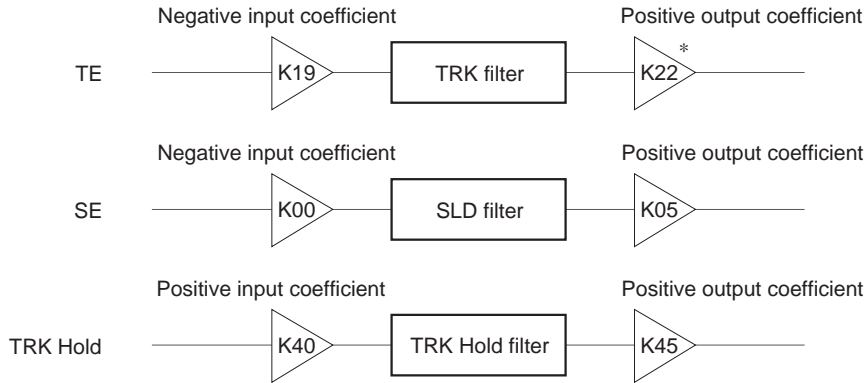 Negative input coefficient Positive output coefficient
TE K19 TRK filter K22 *
Negative input coefficient Positive output coefficient
SE K00 SLD filter K05
Positive input coefficient Positive output coefficient
TRK Hold K40 TRK Hold filter K45